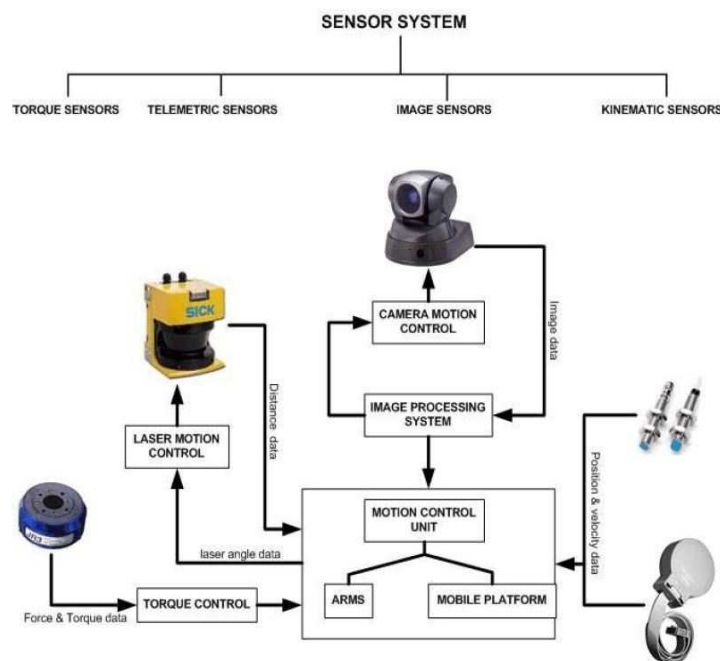 SENSOR SYSTEM
TORQUE SENSORS
TELEMETRIC SENSORS
IMAGE SENSORS
KINEMATIC SENSORS
SICK
CAMERA MOTION
CONTROL
Image data
Distance data
IMAGE PROCESSING
SYSTEM
LASER MOTION
CONTROL
Position & velocity data
MOTION CONTROL
UNIT
laser angle data
JR3
ARMS
MOBILE PLATFORM
TORQUE CONTROL
Force & Torque data